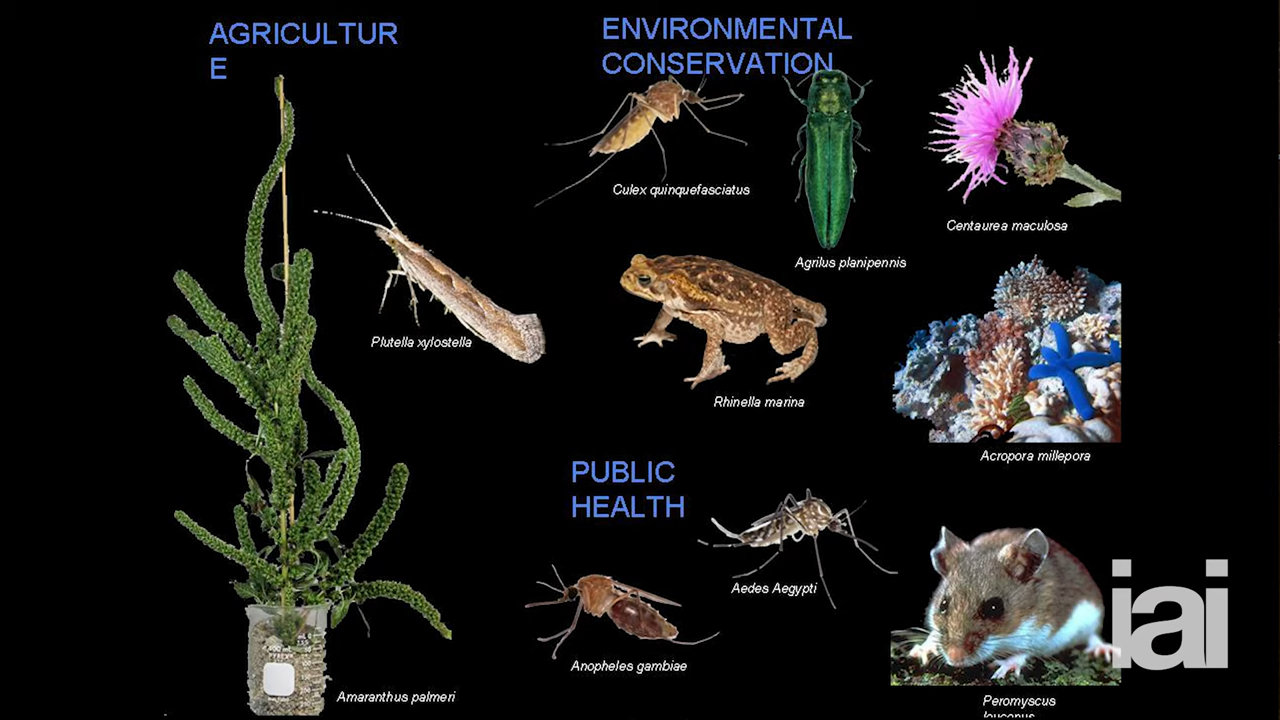 AGRICULTUR
E
ENVIRONMENTAL
CONSERVATION
Culex quinquefasciatus
Agrilus planipennis
Centaurea maculosa
Plutella xylostella
Rhinella marina
Acropora millepora
PUBLIC
HEALTH
Aedes Aegypti
Anopheles gambiae
Amaranthus palmeri
Peromyscus
iai
PYREX